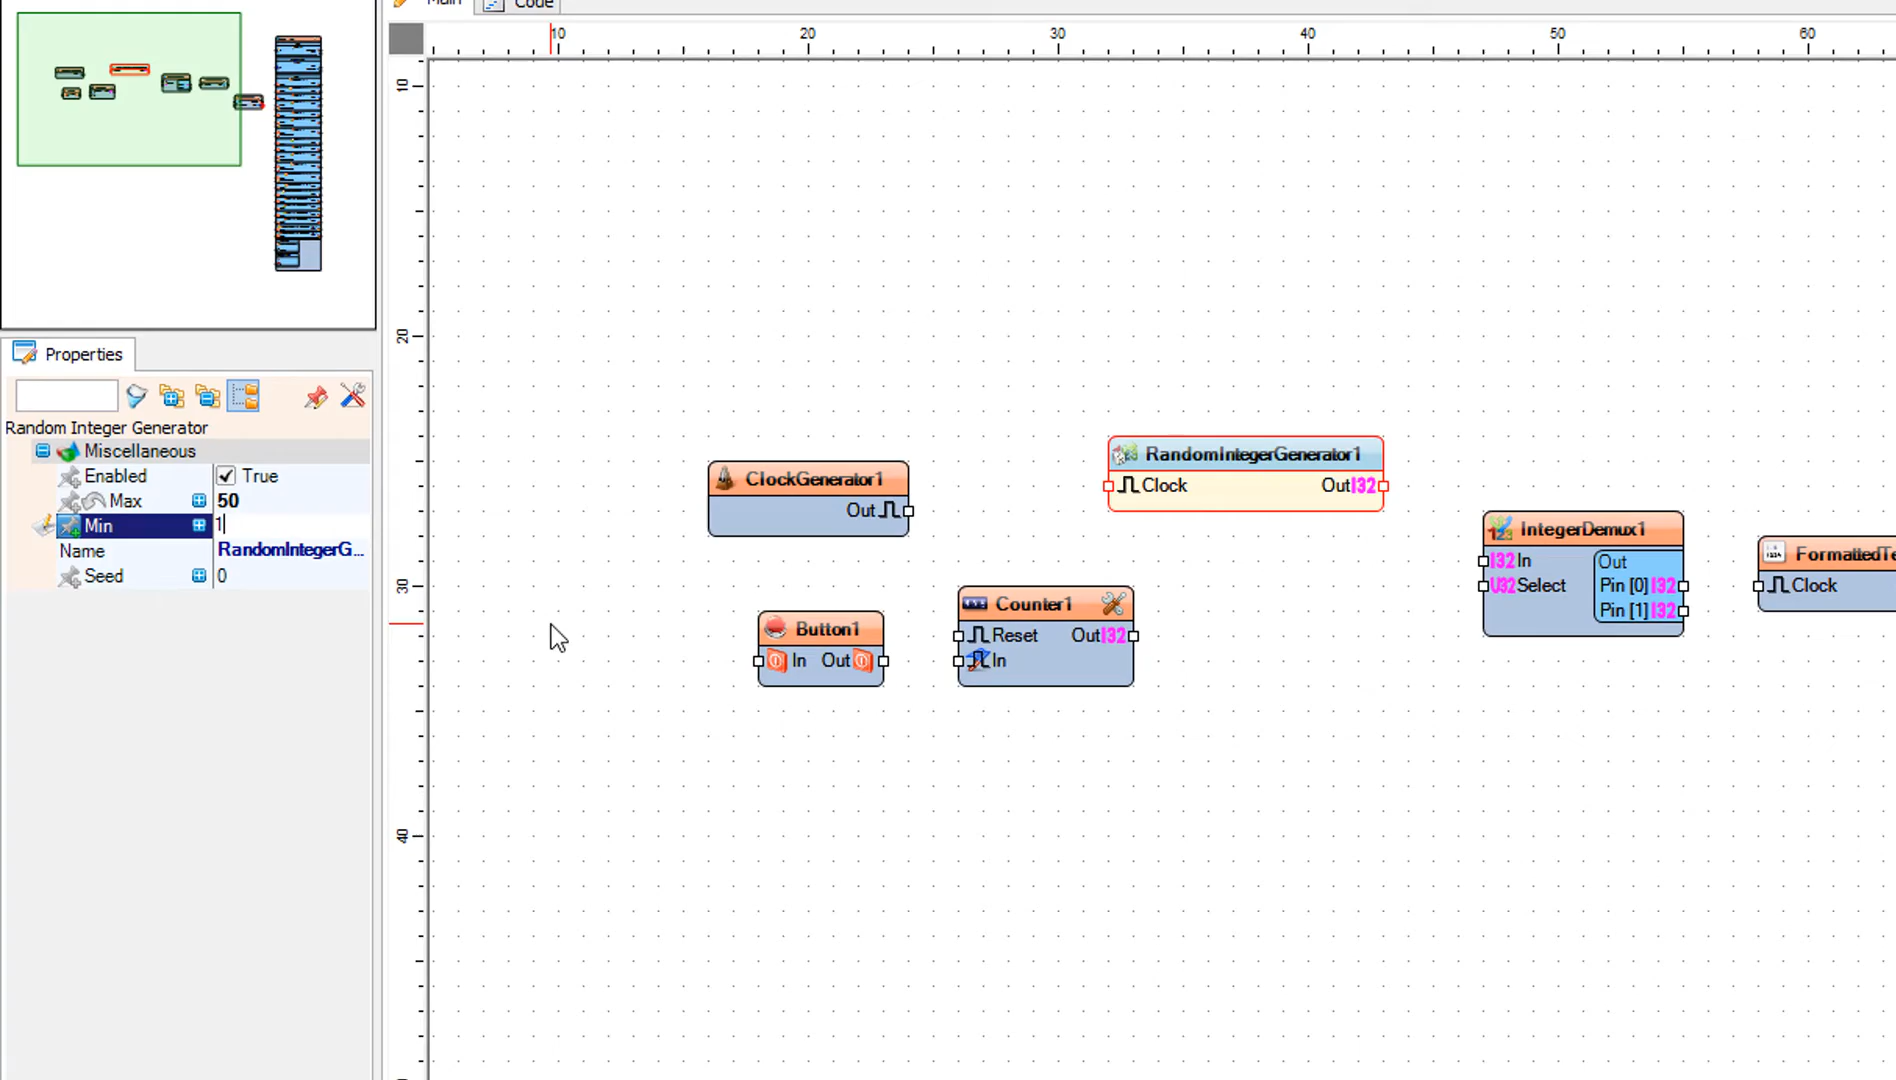 Main Code
10 20 30 40 50 60
10
20
30
40
Properties
Random Integer Generator
Miscellaneous
Enabled True
Max 50
Min 1
Name RandomIntegerG...
Seed 0
ClockGenerator1
Out
RandomIntegerGenerator1
Clock Out I32
Button1
In Out
Counter1
Reset Out I32
In
IntegerDemux1
I32 In Out
U32 Select Pin [0] I32
Pin [1] I32
FormattedTe
Clock